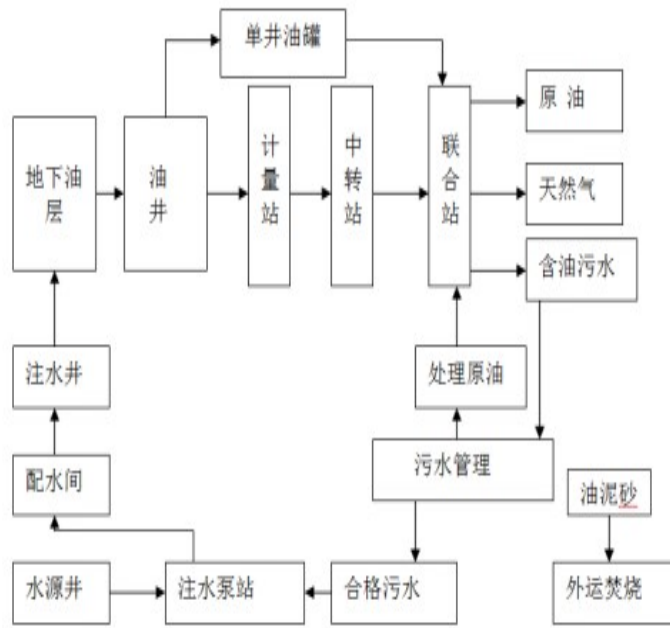 单井油罐
原 油
地下油
层
油
井
计
量
站
中
转
站
联
合
站
天然气
含油污水
注水井
处理原油
配水间
污水管理
油泥砂
水源井
注水泵站
合格污水
外运焚烧